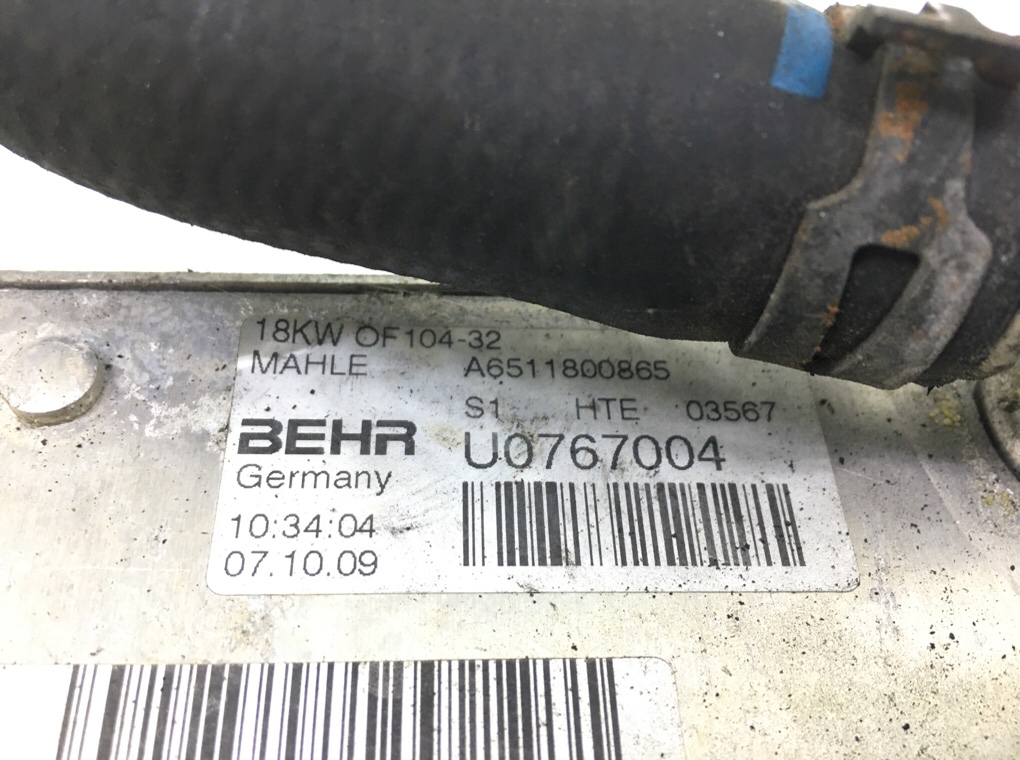 18KW OF104-32
MAHLE A6511800865
S1 HTE 03567
BEHR U0767004
Germany
10:34:04
07.10.09